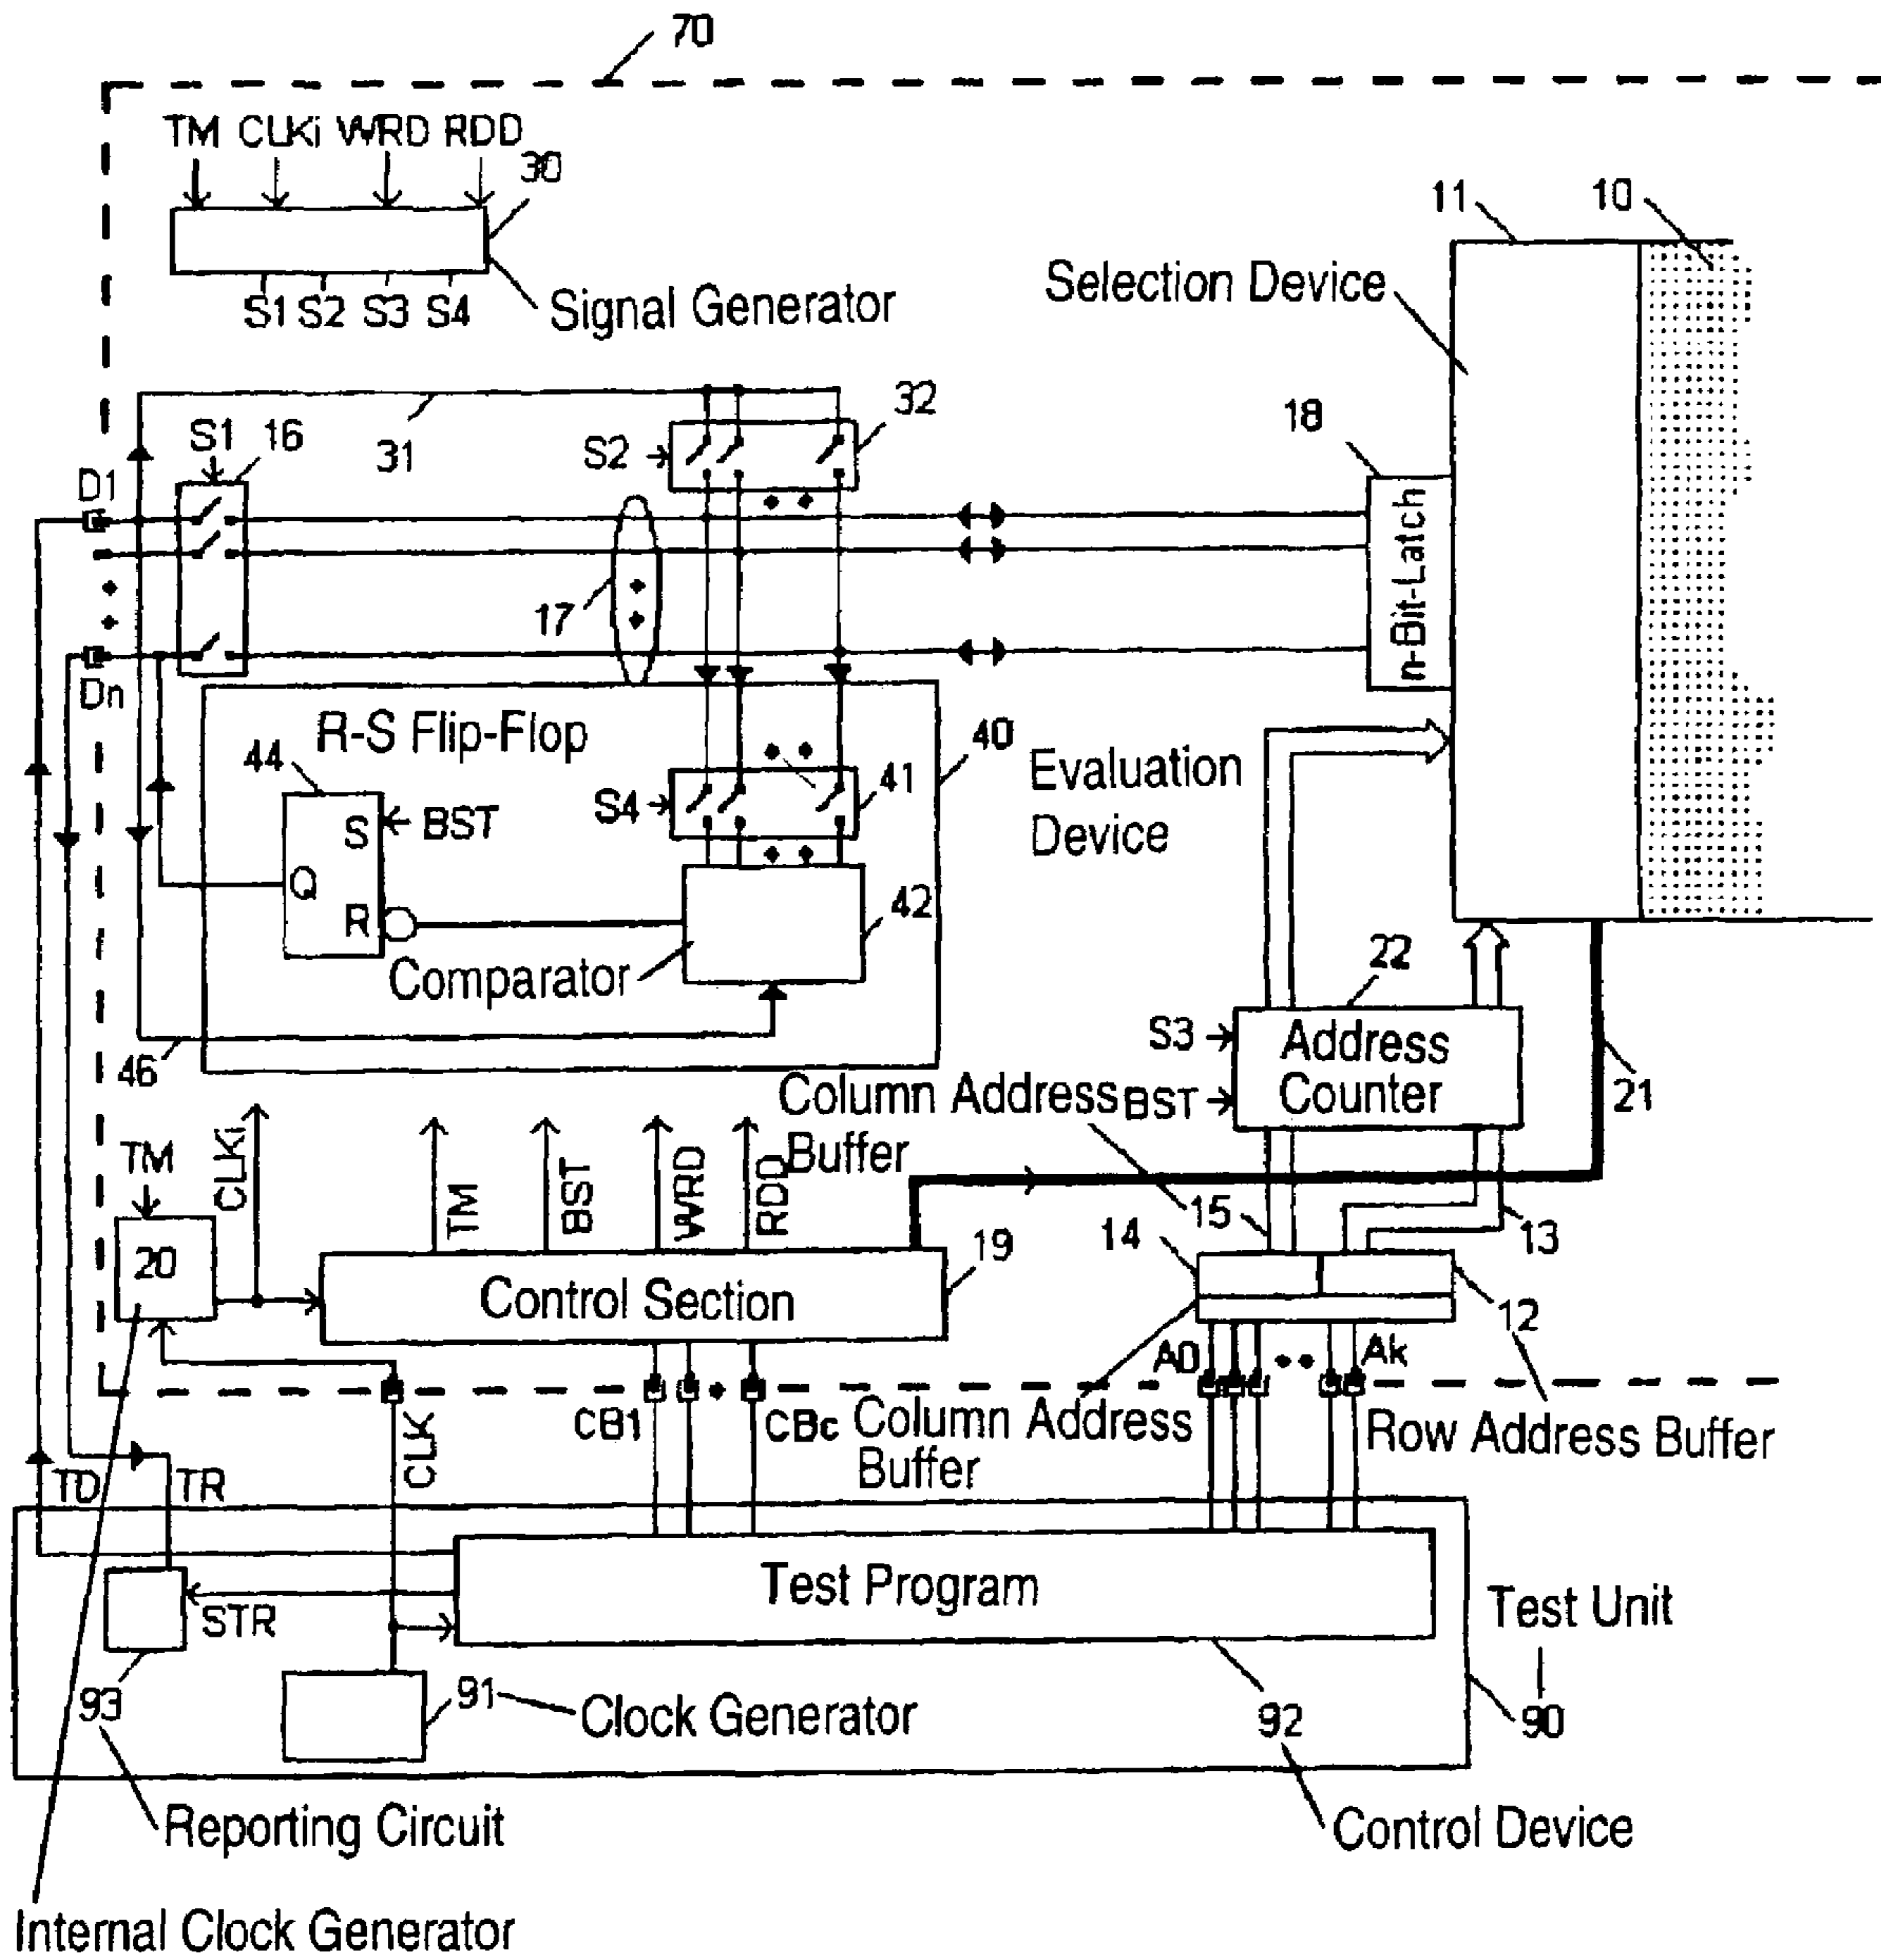 70
TM CLKi WRD RDD
30
S1 S2 S3 S4
Signal Generator
11
10
Selection Device
31
32
S1 16
S2
18
D1
n-Bit-Latch
17
Dn
R-S Flip-Flop
40
44
Evaluation
Device
41
S4
S
BST
Q
R
42
Comparator
22
S3
Address
Counter
46
Column Address
Buffer
BST
21
TM
CLKi
TM
BST
WRD
RDD
14
15
13
20
19
Control Section
12
A0
Ak
CB1
CBc
Column Address
Buffer
Row Address Buffer
CLK
TD
TR
Test Program
STR
Test Unit
93
91
Clock Generator
92
90
Reporting Circuit
Control Device
Internal Clock Generator